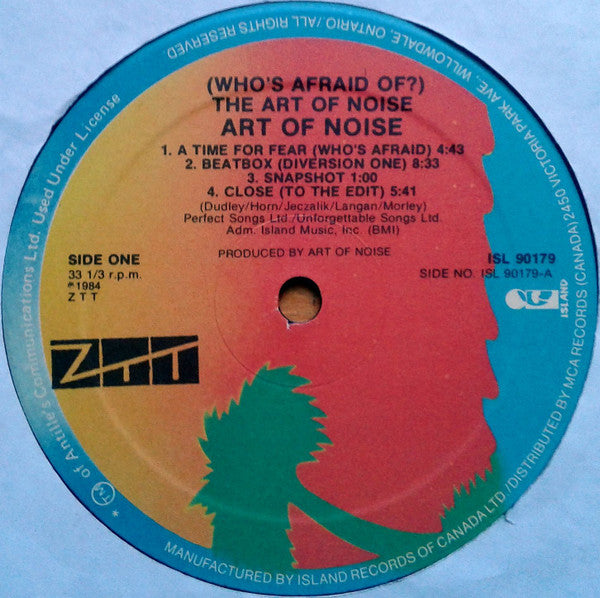 (WHO'S AFRAID OF?)
THE ART OF NOISE
ART OF NOISE
1. A TIME FOR FEAR (WHO'S AFRAID) 4:43
2. BEATBOX (DIVERSION ONE) 8:33
3. SNAPSHOT 1:00
4. CLOSE (TO THE EDIT) 5:41
(Dudley/Horn/Jeczalik/Langan/Morley)
Perfect Songs Ltd./Unforgettable Songs Ltd.
Adm. Island Music, Inc. (BMI)
PRODUCED BY ART OF NOISE
SIDE ONE
33 1/3 r.p.m.
℗1984
Z T T
ISL 90179
SIDE NO. ISL 90179-A
ISLAND
ZTT
* TM of Antilles Communications Ltd. Used Under License
MANUFACTURED BY ISLAND RECORDS OF CANADA LTD./DISTRIBUTED BY MCA RECORDS (CANADA) 2450 VICTORIA PARK AVE., WILLOWDALE, ONTARIO/ALL RIGHTS RESERVED